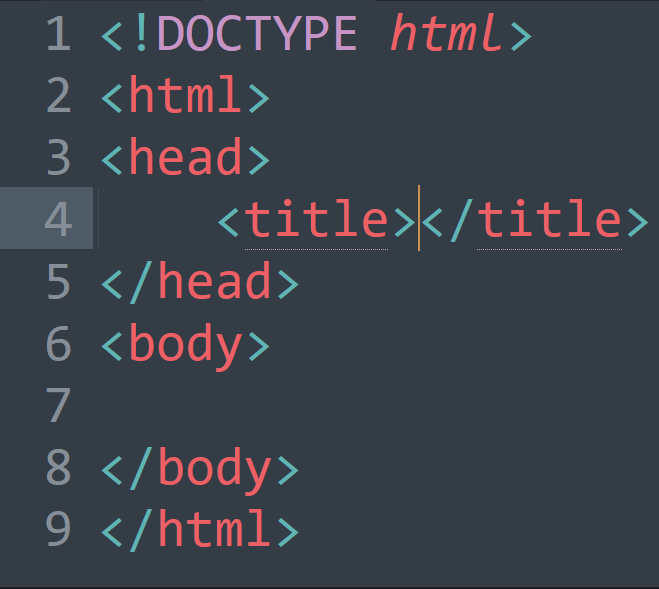 1 <!DOCTYPE html>
2 <html>
3 <head>
4     <title></title>
5 </head>
6 <body>
7
8 </body>
9 </html>